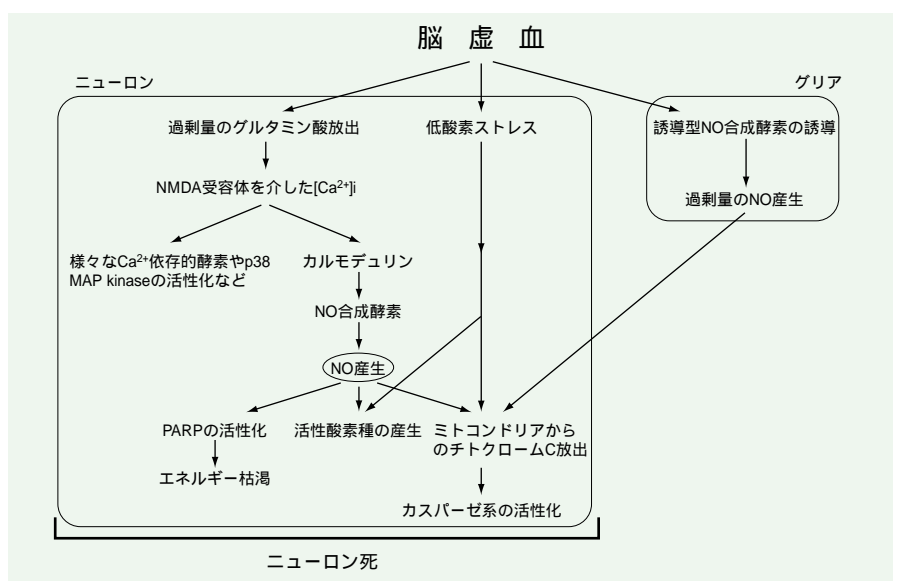 脳 虚 血
ニューロン
グリア
過剰量のグルタミン酸放出
低酸素ストレス
誘導型NO合成酵素の誘導
NMDA受容体を介した[Ca²⁺]i
過剰量のNO産生
様々なCa²⁺依存的酵素やp38
MAP kinaseの活性化など
カルモデュリン
NO合成酵素
NO産生
PARPの活性化
活性酸素種の産生
ミトコンドリアから
のチトクロームC放出
エネルギー枯渇
カスパーゼ系の活性化
ニューロン死